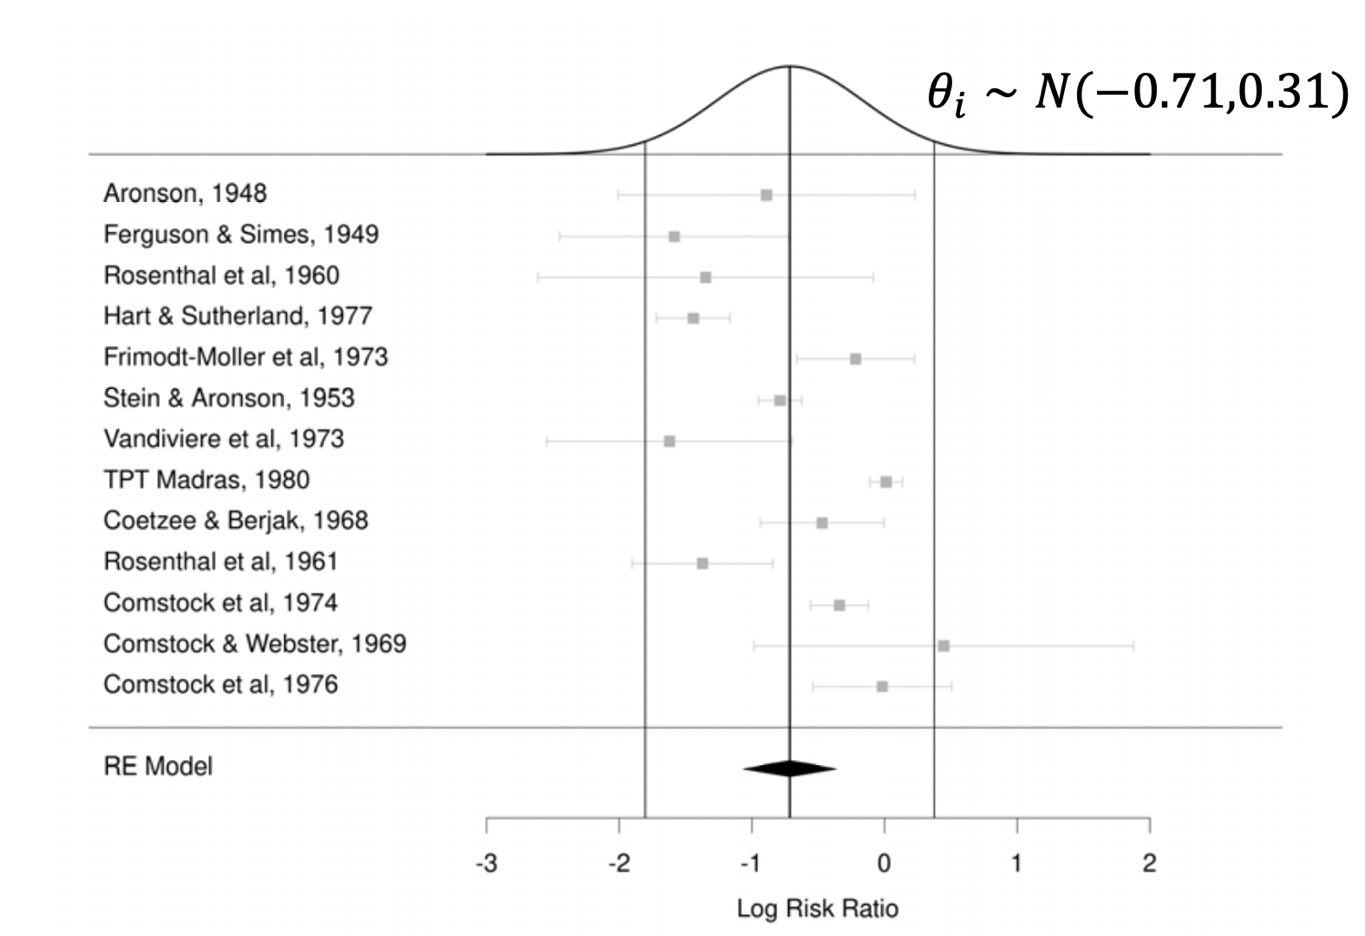 θᵢ ~ N(−0.71,0.31)
Aronson, 1948
Ferguson & Simes, 1949
Rosenthal et al, 1960
Hart & Sutherland, 1977
Frimodt-Moller et al, 1973
Stein & Aronson, 1953
Vandiviere et al, 1973
TPT Madras, 1980
Coetzee & Berjak, 1968
Rosenthal et al, 1961
Comstock et al, 1974
Comstock & Webster, 1969
Comstock et al, 1976
RE Model
-3 -2 -1 0 1 2
Log Risk Ratio